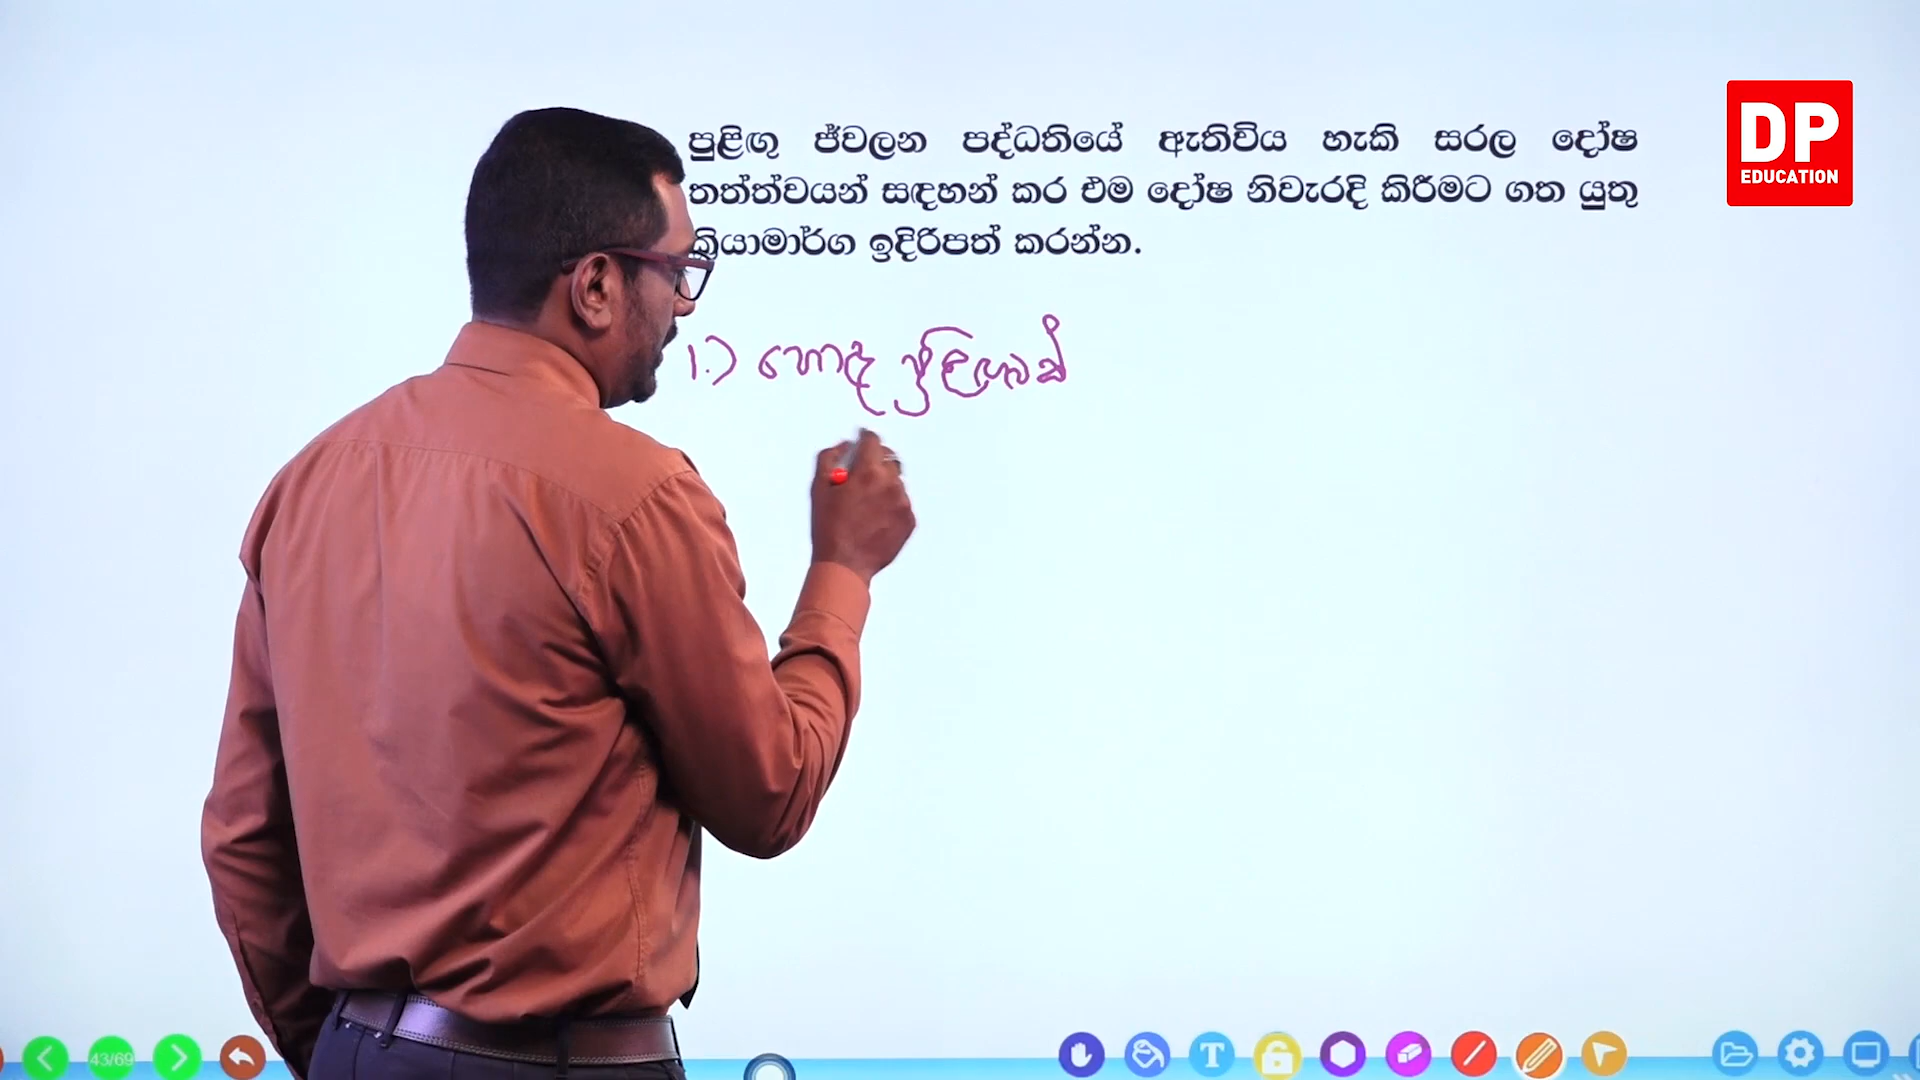 පුළිඟු ජ්වලන පද්ධතියේ ඇතිවිය හැකි සරල දෝෂ
තත්ත්වයන් සඳහන් කර එම දෝෂ නිවැරදි කිරීමට ගත යුතු
ක්‍රියාමාර්ග ඉදිරිපත් කරන්න.
1.) හොඳ පුළිඟුවක්
DP
EDUCATION
43/69
T